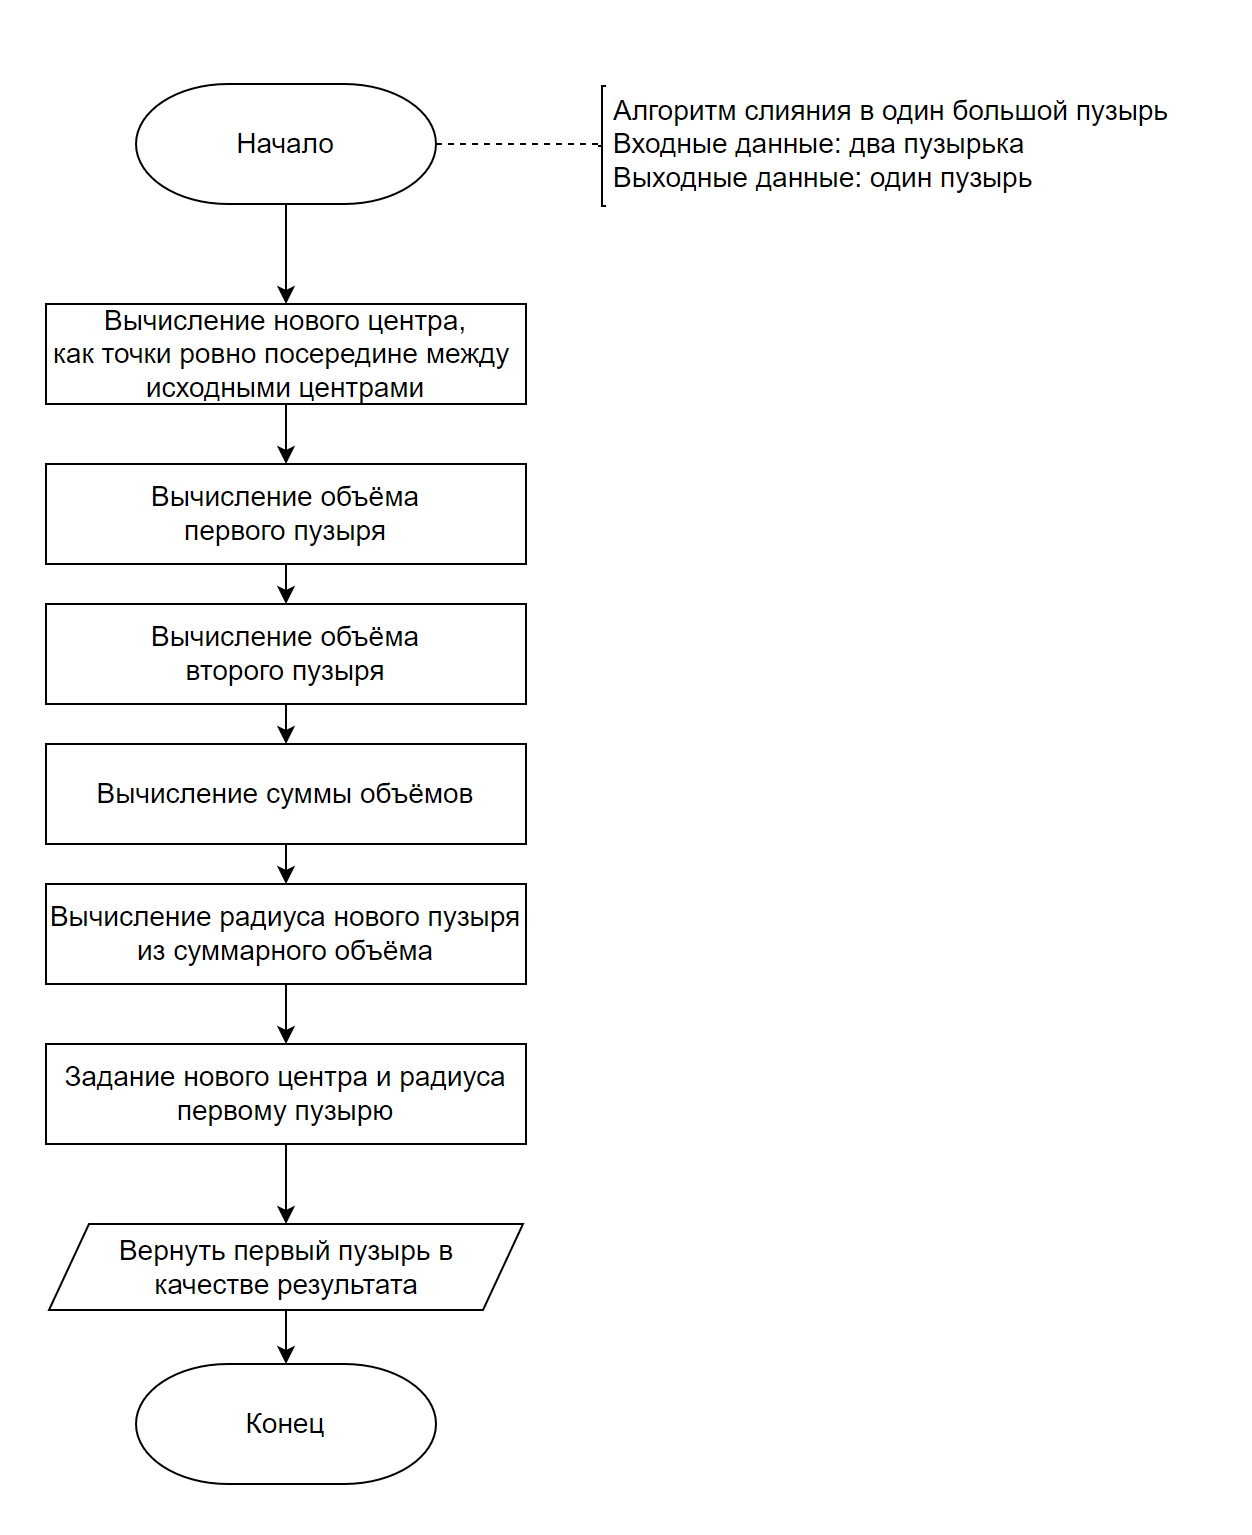 Начало
Алгоритм слияния в один большой пузырь
Входные данные: два пузырька
Выходные данные: один пузырь
Вычисление нового центра,
как точки ровно посередине между
исходными центрами
Вычисление объёма
первого пузыря
Вычисление объёма
второго пузыря
Вычисление суммы объёмов
Вычисление радиуса нового пузыря
из суммарного объёма
Задание нового центра и радиуса
первому пузырю
Вернуть первый пузырь в
качестве результата
Конец